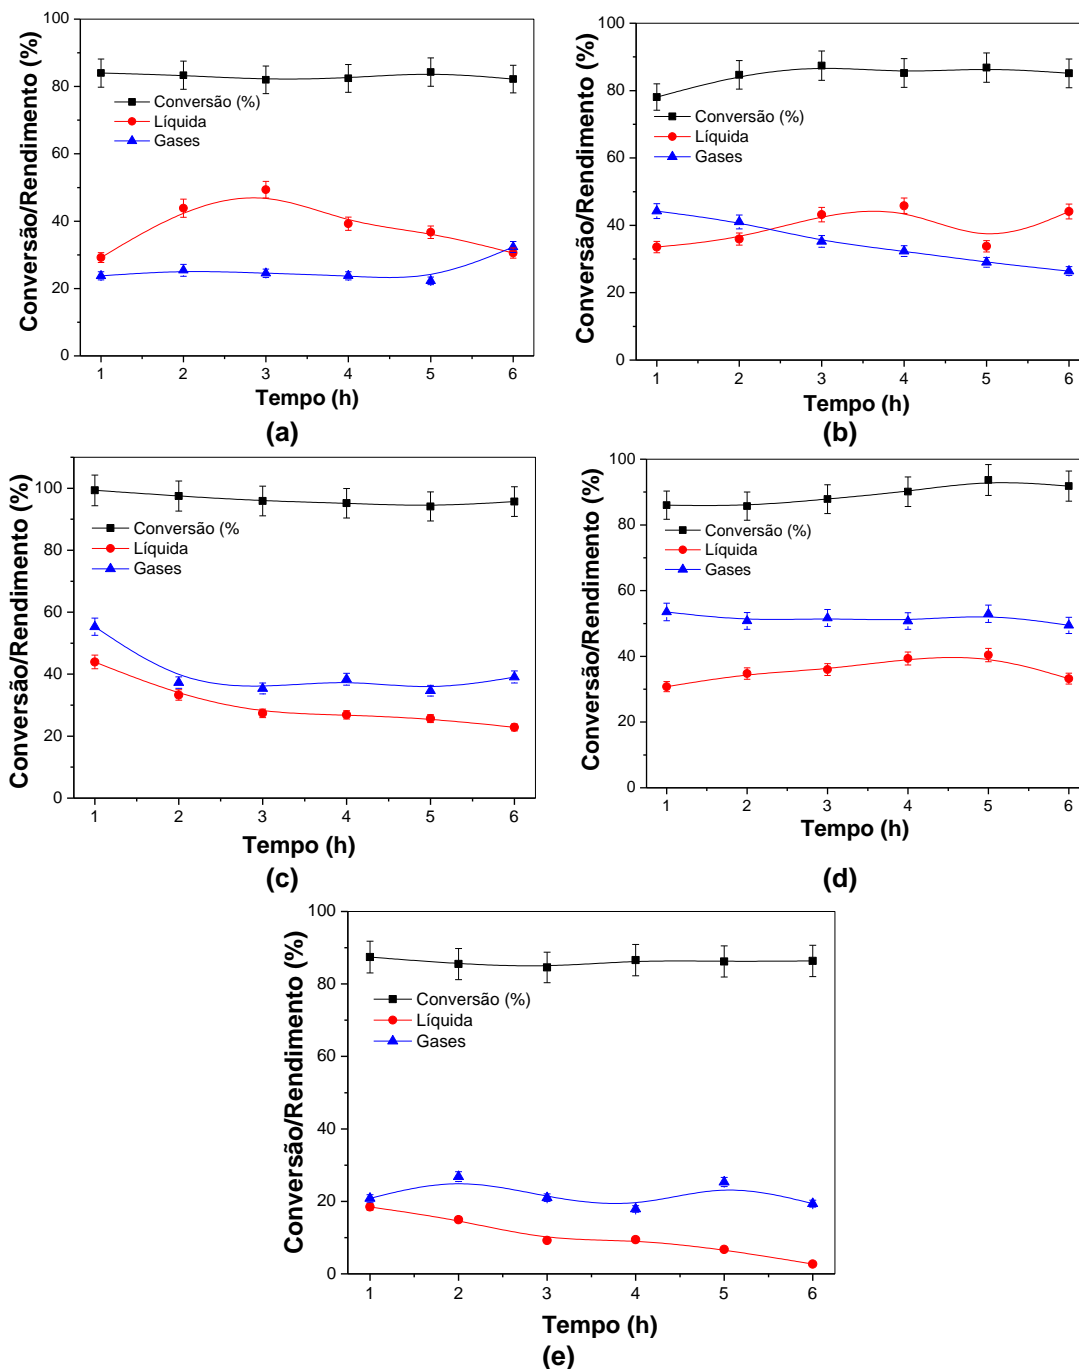 Conversão/Rendimento (%)
100
80
60
40
20
0
Conversão (%)
Líquida
Gases
1 2 3 4 5 6
Tempo (h)
(a)
Conversão/Rendimento (%)
100
80
60
40
20
0
Conversão (%)
Líquida
Gases
1 2 3 4 5 6
Tempo (h)
(b)
Conversão/Rendimento (%)
100
80
60
40
20
0
Conversão (%
Líquida
Gases
1 2 3 4 5 6
Tempo (h)
(c)
Conversão/Rendimento (%)
100
80
60
40
20
0
Conversão (%)
Líquida
Gases
1 2 3 4 5 6
Tempo (h)
(d)
Conversão/Rendimento (%)
100
80
60
40
20
0
Conversão (%)
Líquida
Gases
1 2 3 4 5 6
Tempo (h)
(e)